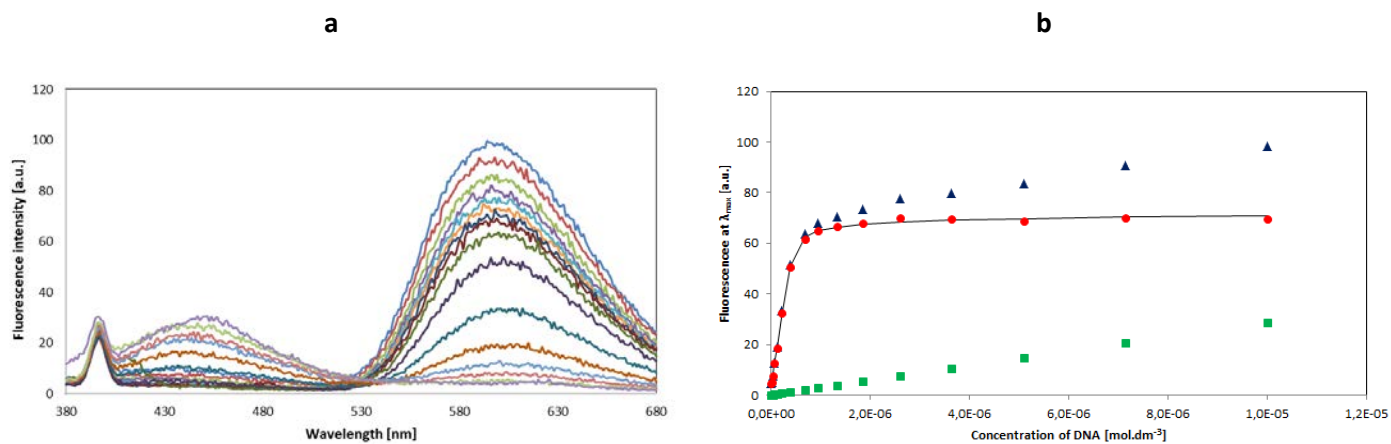 a
b
120
100
80
60
40
20
0
Fluorescence intensity [a.u.]
380
430
480
530
580
630
680
Wavelength [nm]
120
100
80
60
40
20
0
Fluorescence at λmax [a.u.]
0,0E+00
2,0E-06
4,0E-06
6,0E-06
8,0E-06
1,0E-05
1,2E-05
Concentration of DNA [mol.dm-3]